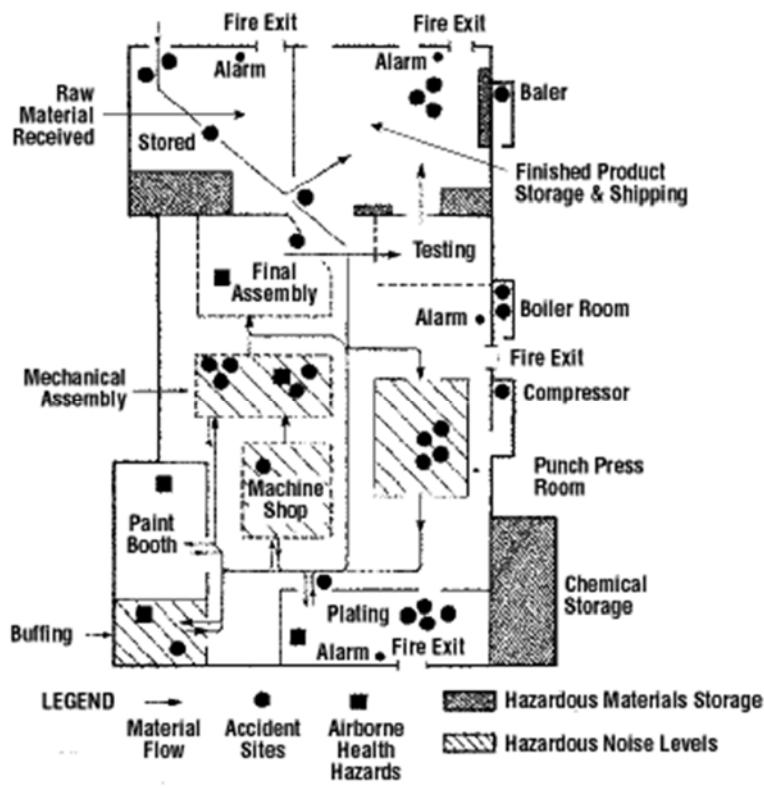 Fire Exit
Fire Exit
Alarm
Alarm
Raw
Material
Received
Baler
Stored
Finished Product
Storage & Shipping
Testing
Final
Assembly
Alarm
Boiler Room
Fire Exit
Mechanical
Assembly
Compressor
Punch Press
Room
Machine
Shop
Paint
Booth
Chemical
Storage
Plating
Buffing
Fire Exit
Alarm
LEGEND
Material
Flow
Accident
Sites
Airborne
Health
Hazards
Hazardous Materials Storage
Hazardous Noise Levels